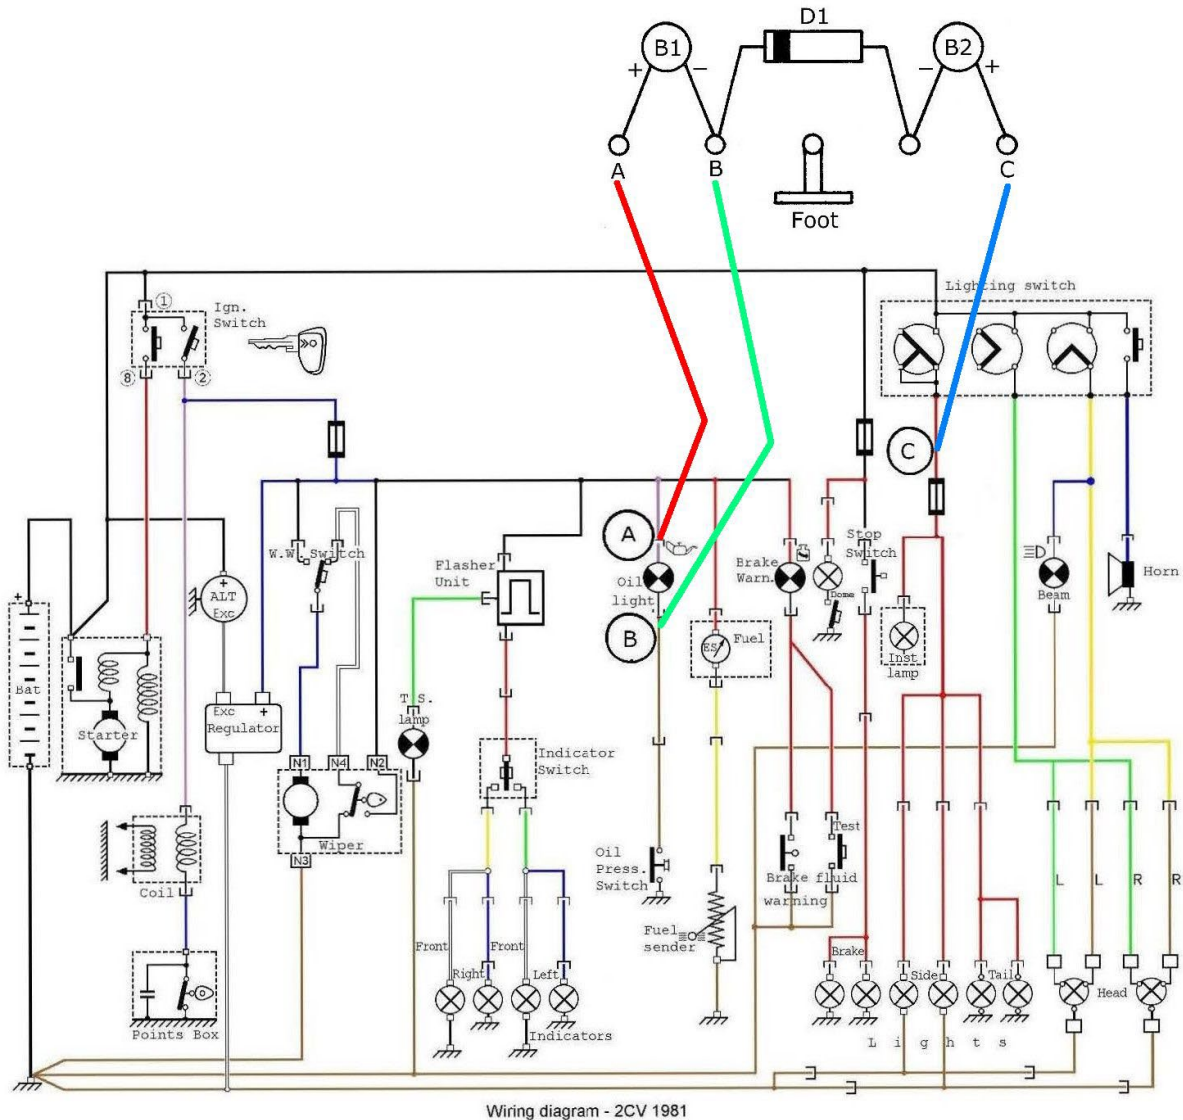 D1
B1
B2
+
−
−
+
A
B
C
Foot
Lighting switch
1
Ign.
Switch
8
2
C
A
W.W. Switch
Flasher
Unit
Oil
light
Brake
Warn.
Stop
Switch
Dome
Beam
Horn
+
ALT
Exc
+
B
ES
Fuel
Inst
lamp
Bat
Starter
Exc
+
Regulator
T.S.
lamp
Indicator
Switch
N1
N4
N2
Wiper
N3
Coil
Oil
Press.
Switch
Test
Brake fluid
warning
L
L
R
R
Fuel
sender
Front
Front
Right
Left
Brake
Side
Tail
Head
Indicators
Lights
Points Box
Wiring diagram - 2CV 1981